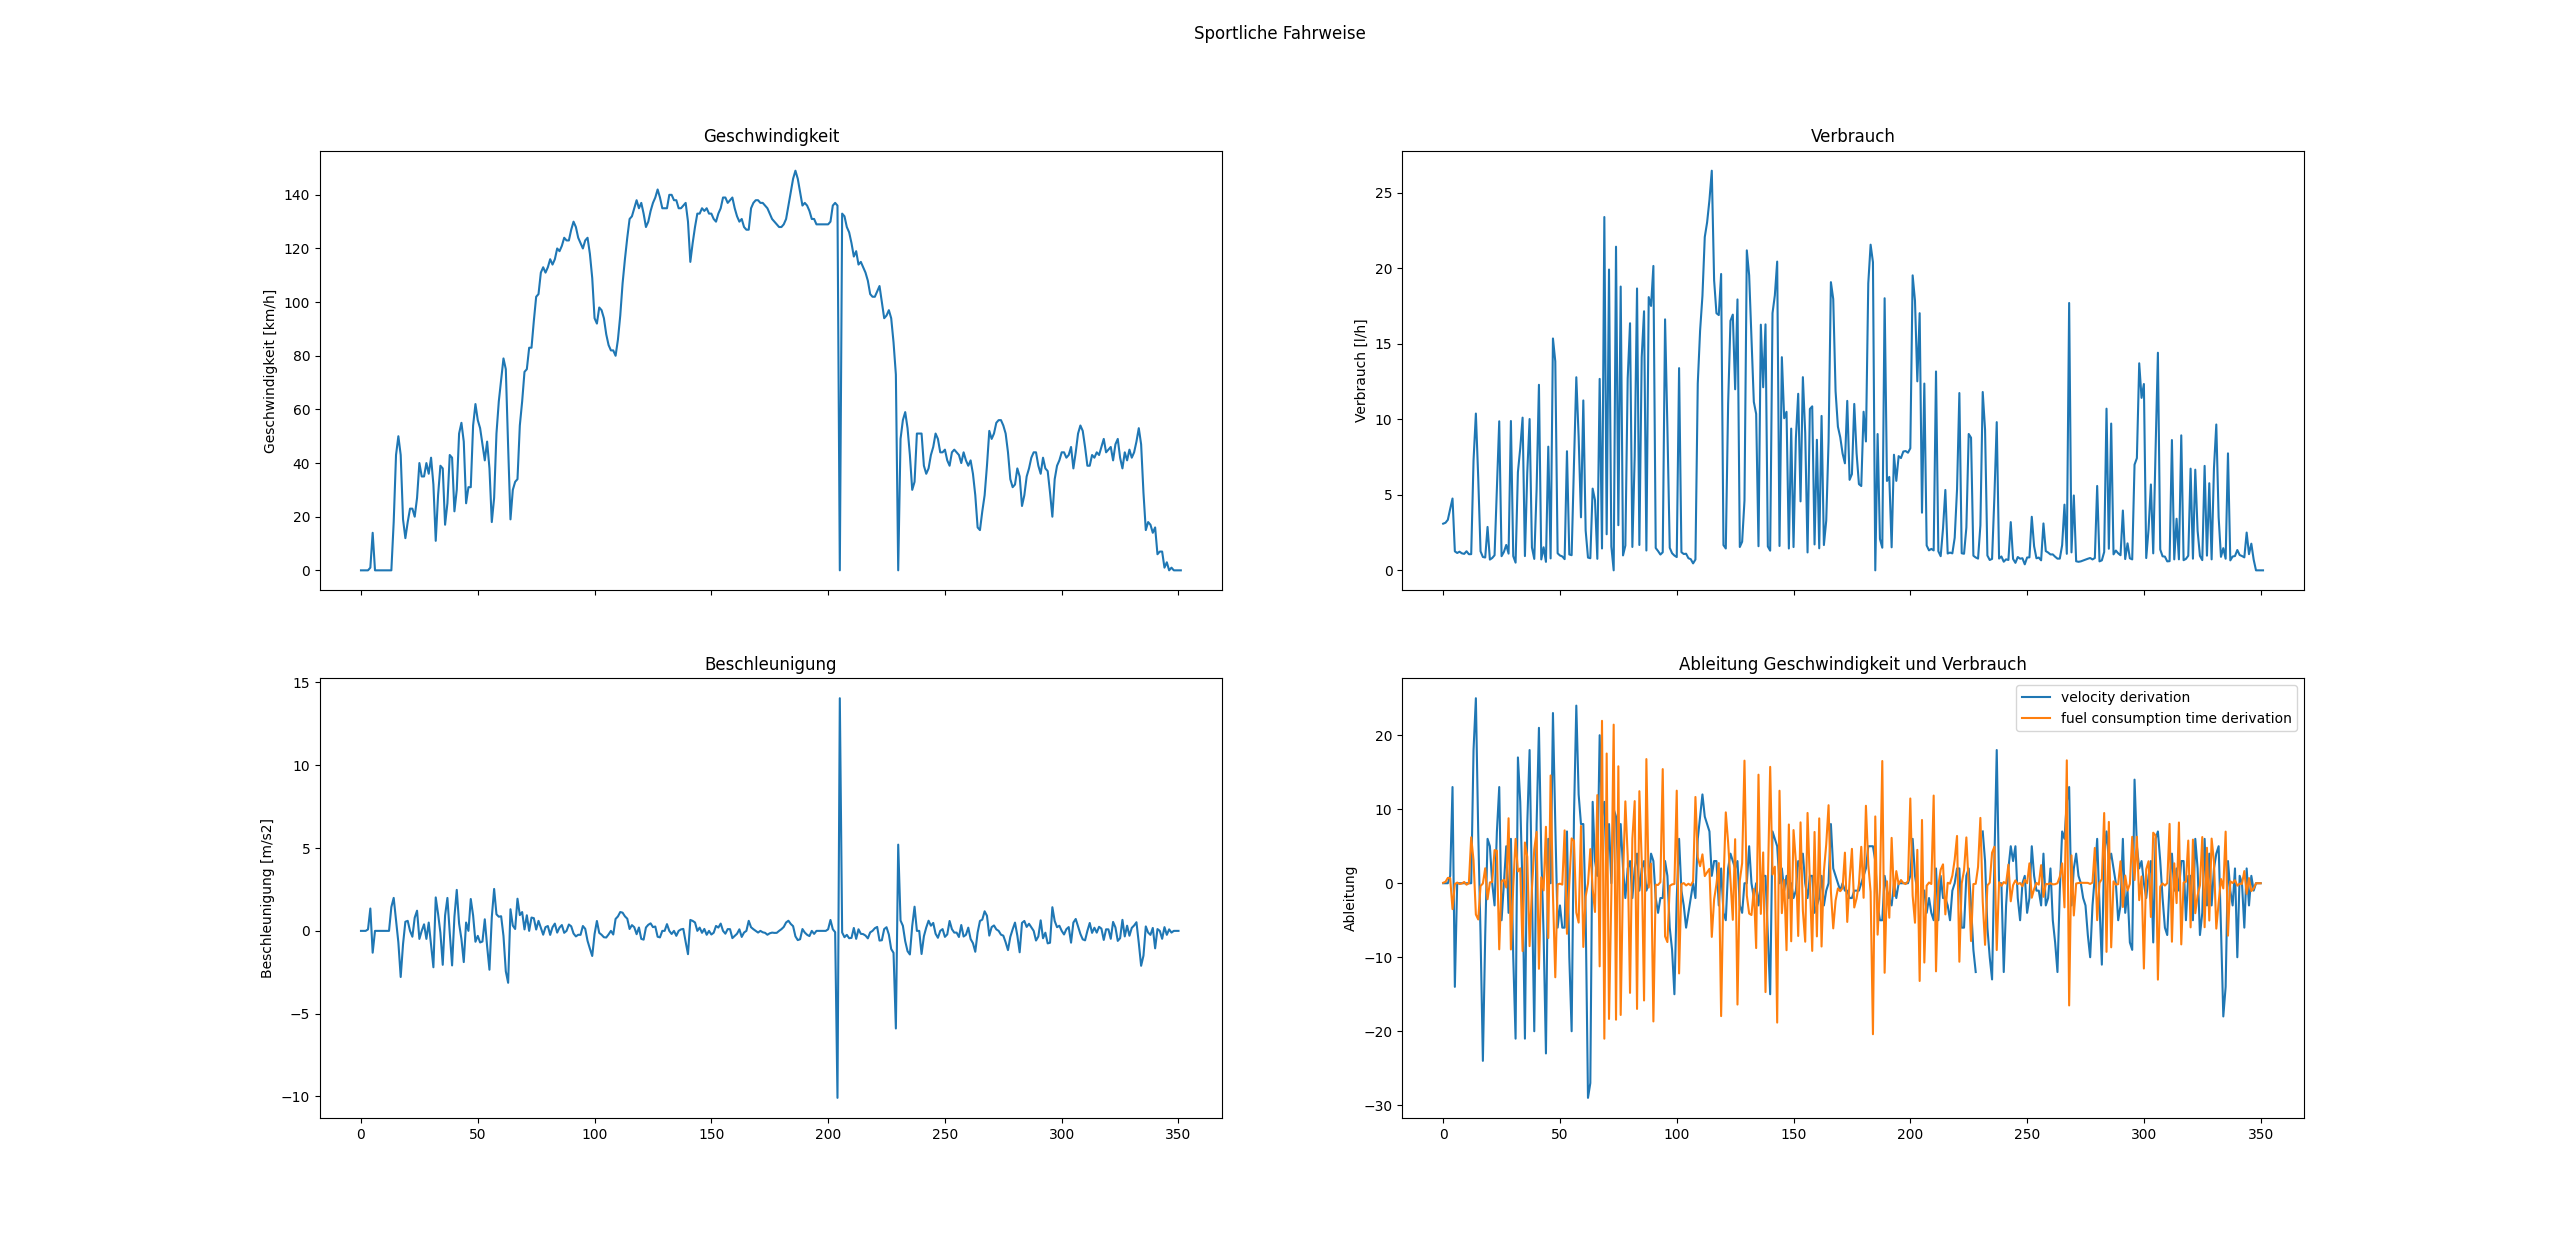 Sportliche Fahrweise
Geschwindigkeit
Geschwindigkeit [km/h]
140
120
100
80
60
40
20
0
Verbrauch
Verbrauch [l/h]
25
20
15
10
5
0
Beschleunigung
Beschleunigung [m/s2]
15
10
5
0
−5
−10
0 50 100 150 200 250 300 350
Ableitung Geschwindigkeit und Verbrauch
Ableitung
velocity derivation
fuel consumption time derivation
20
10
0
−10
−20
−30
0 50 100 150 200 250 300 350